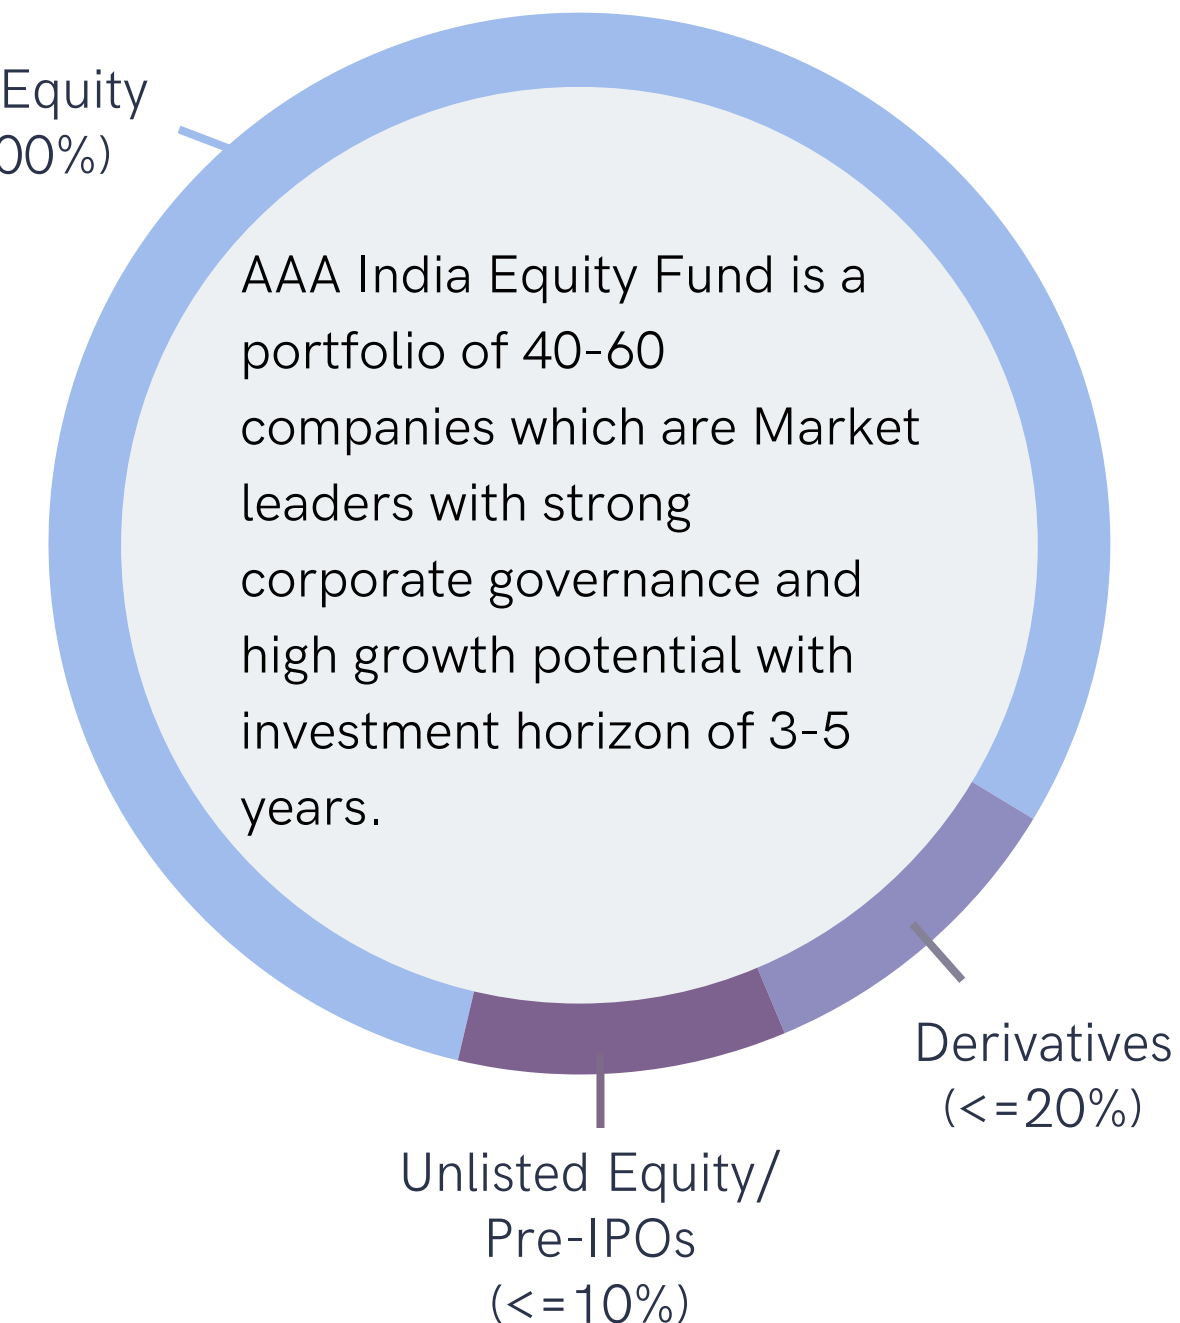 Equity
00%)
AAA India Equity Fund is a
portfolio of 40-60
companies which are Market
leaders with strong
corporate governance and
high growth potential with
investment horizon of 3-5
years.
Derivatives
(<=20%)
Unlisted Equity/
Pre-IPOs
(<=10%)